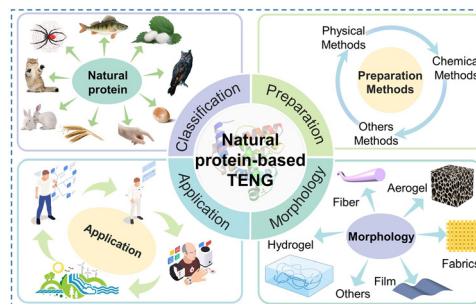 Natural
protein
Classification
Preparation
Physical
Methods
Chemical
Methods
Preparation
Methods
Others
Methods
Natural
protein-based
TENG
Application
Morphology
Application
Fiber
Aerogel
Hydrogel
Morphology
Fabrics
Others
Film